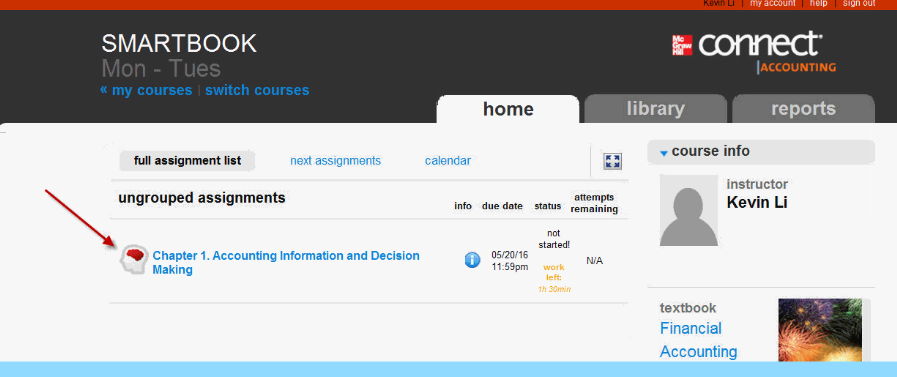 Kevin Li | my account | help | sign out
SMARTBOOK
Mon - Tues
« my courses | switch courses
Mc
Graw
Hill
connect
ACCOUNTING
home
library
reports
full assignment list
next assignments
calendar
ungrouped assignments
info
due date
status
attempts
remaining
Chapter 1. Accounting Information and Decision
Making
i
05/20/16
11:59pm
not
started!
work
left:
1h 30min
N/A
course info
instructor
Kevin Li
textbook
Financial
Accounting